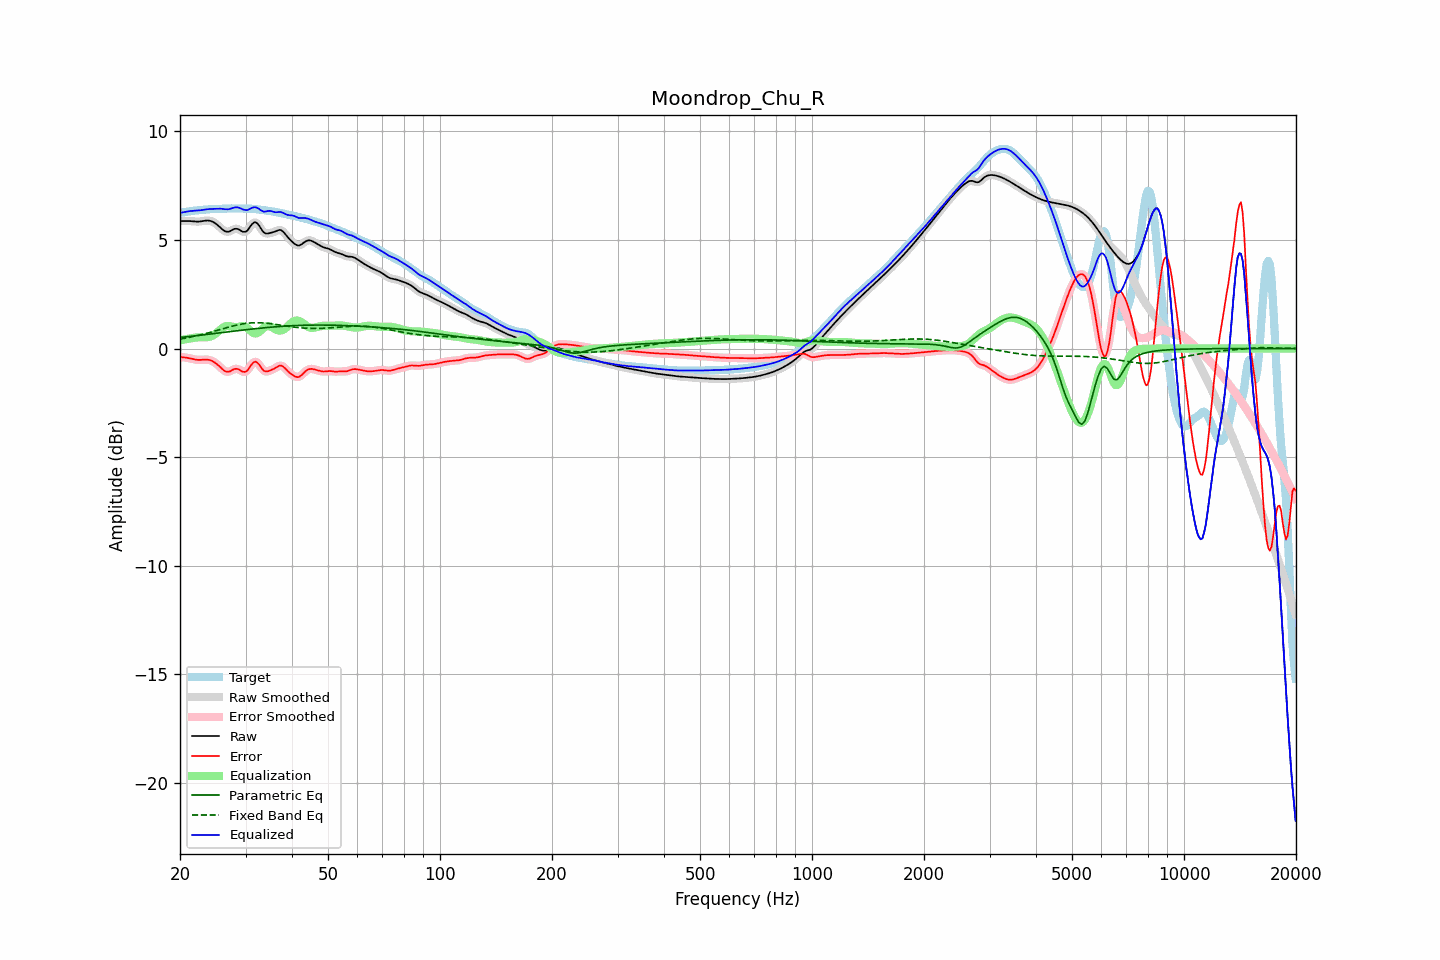 Moondrop_Chu_R
10
5
0
−5
−10
−15
−20
Amplitude (dBr)
Target
Raw Smoothed
Error Smoothed
Raw
Error
Equalization
Parametric Eq
Fixed Band Eq
Equalized
20 50 100 200 500 1000 2000 5000 10000 20000
Frequency (Hz)